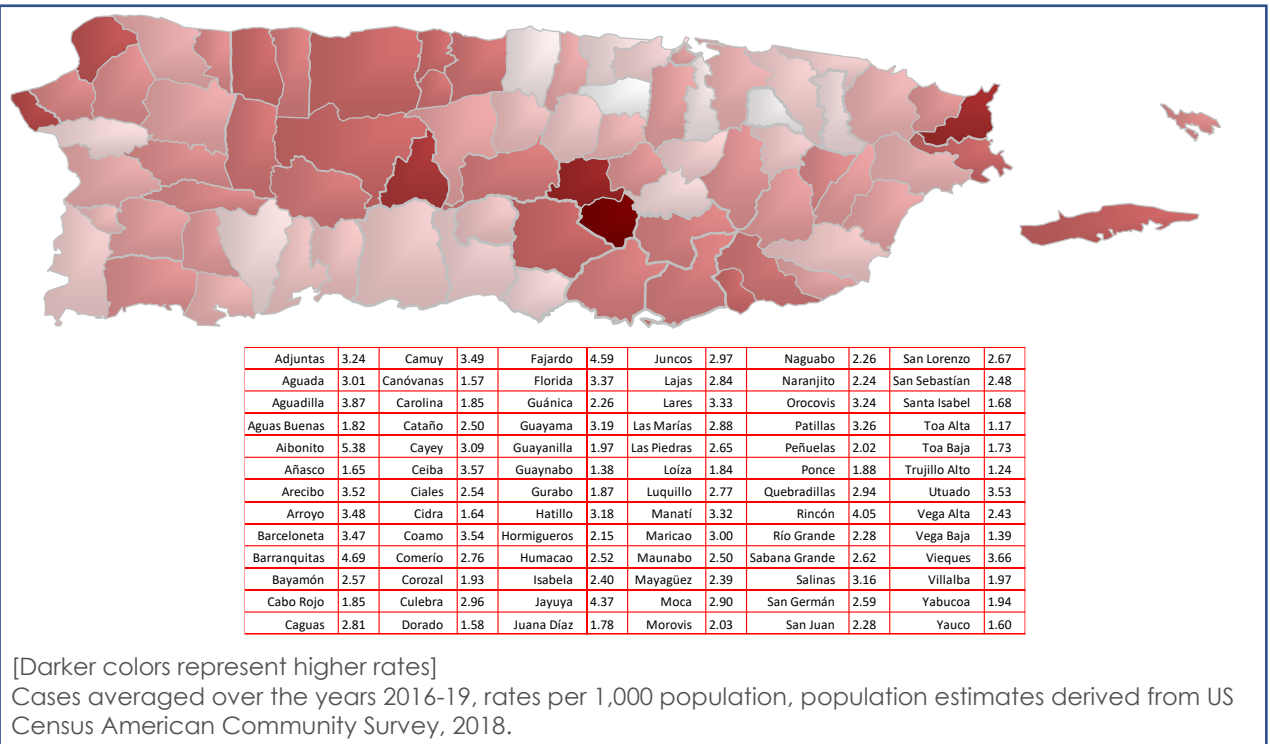 Adjuntas 3.24 Camuy 3.49 Fajardo 4.59 Juncos 2.97 Naguabo 2.26 San Lorenzo 2.67
Aguada 3.01 Canóvanas 1.57 Florida 3.37 Lajas 2.84 Naranjito 2.24 San Sebastían 2.48
Aguadilla 3.87 Carolina 1.85 Guánica 2.26 Lares 3.33 Orocovis 3.24 Santa Isabel 1.68
Aguas Buenas 1.82 Cataño 2.50 Guayama 3.19 Las Marías 2.88 Patillas 3.26 Toa Alta 1.17
Aibonito 5.38 Cayey 3.09 Guayanilla 1.97 Las Piedras 2.65 Peñuelas 2.02 Toa Baja 1.73
Añasco 1.65 Ceiba 3.57 Guaynabo 1.38 Loíza 1.84 Ponce 1.88 Trujillo Alto 1.24
Arecibo 3.52 Ciales 2.54 Gurabo 1.87 Luquillo 2.77 Quebradillas 2.94 Utuado 3.53
Arroyo 3.48 Cidra 1.64 Hatillo 3.18 Manatí 3.32 Rincón 4.05 Vega Alta 2.43
Barceloneta 3.47 Coamo 3.54 Hormigueros 2.15 Maricao 3.00 Río Grande 2.28 Vega Baja 1.39
Barranquitas 4.69 Comerío 2.76 Humacao 2.52 Maunabo 2.50 Sabana Grande 2.62 Vieques 3.66
Bayamón 2.57 Corozal 1.93 Isabela 2.40 Mayagüez 2.39 Salinas 3.16 Villalba 1.97
Cabo Rojo 1.85 Culebra 2.96 Jayuya 4.37 Moca 2.90 San Germán 2.59 Yabucoa 1.94
Caguas 2.81 Dorado 1.58 Juana Díaz 1.78 Morovis 2.03 San Juan 2.28 Yauco 1.60
[Darker colors represent higher rates]
Cases averaged over the years 2016-19, rates per 1,000 population, population estimates derived from US
Census American Community Survey, 2018.